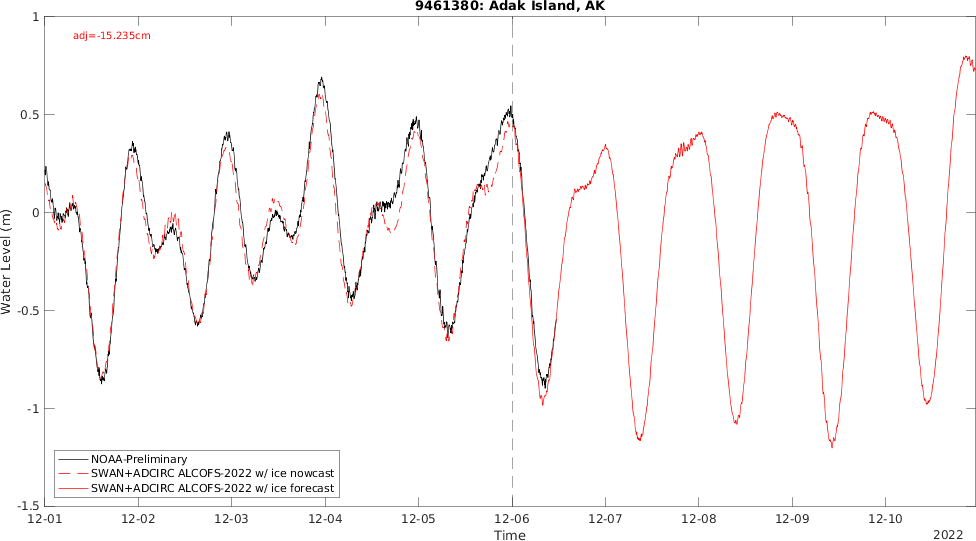 9461380: Adak Island, AK
adj=-15.235cm
1
0.5
0
-0.5
-1
-1.5
Water Level (m)
NOAA-Preliminary
SWAN+ADCIRC ALCOFS-2022 w/ ice nowcast
SWAN+ADCIRC ALCOFS-2022 w/ ice forecast
12-01 12-02 12-03 12-04 12-05 12-06 12-07 12-08 12-09 12-10
Time
2022